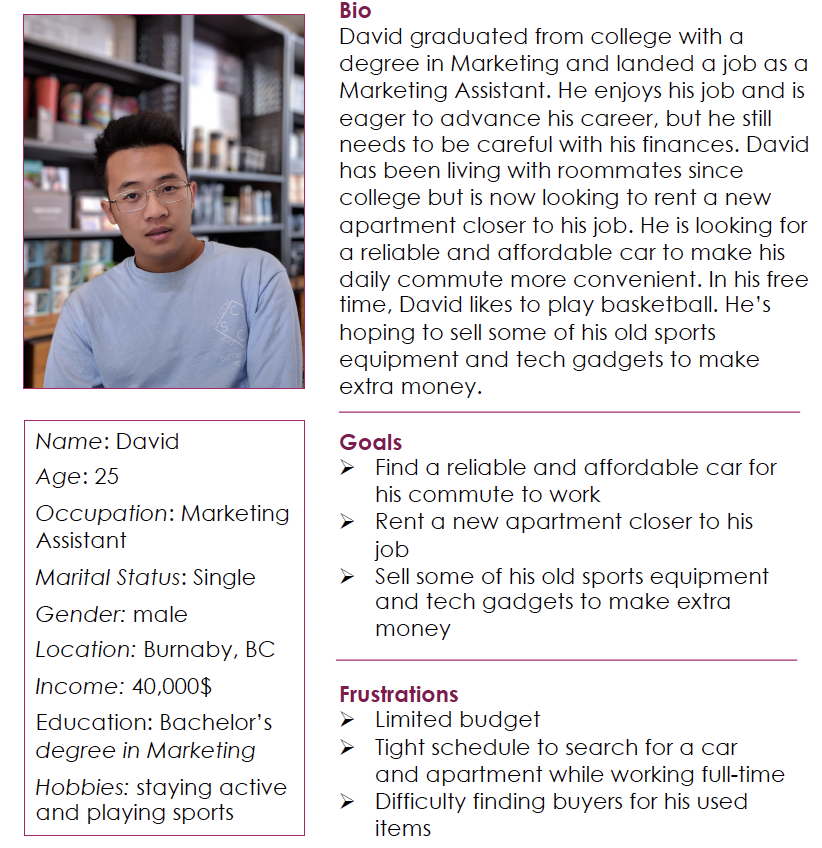 Bio
David graduated from college with a
degree in Marketing and landed a job as a
Marketing Assistant. He enjoys his job and is
eager to advance his career, but he still
needs to be careful with his finances. David
has been living with roommates since
college but is now looking to rent a new
apartment closer to his job. He is looking for
a reliable and affordable car to make his
daily commute more convenient. In his free
time, David likes to play basketball. He’s
hoping to sell some of his old sports
equipment and tech gadgets to make
extra money.
Name: David
Age: 25
Occupation: Marketing
Assistant
Marital Status: Single
Gender: male
Location: Burnaby, BC
Income: 40,000$
Education: Bachelor’s
degree in Marketing
Hobbies: staying active
and playing sports
Goals
➢ Find a reliable and affordable car for
his commute to work
➢ Rent a new apartment closer to his
job
➢ Sell some of his old sports equipment
and tech gadgets to make extra
money
Frustrations
➢ Limited budget
➢ Tight schedule to search for a car
and apartment while working full-time
➢ Difficulty finding buyers for his used
items